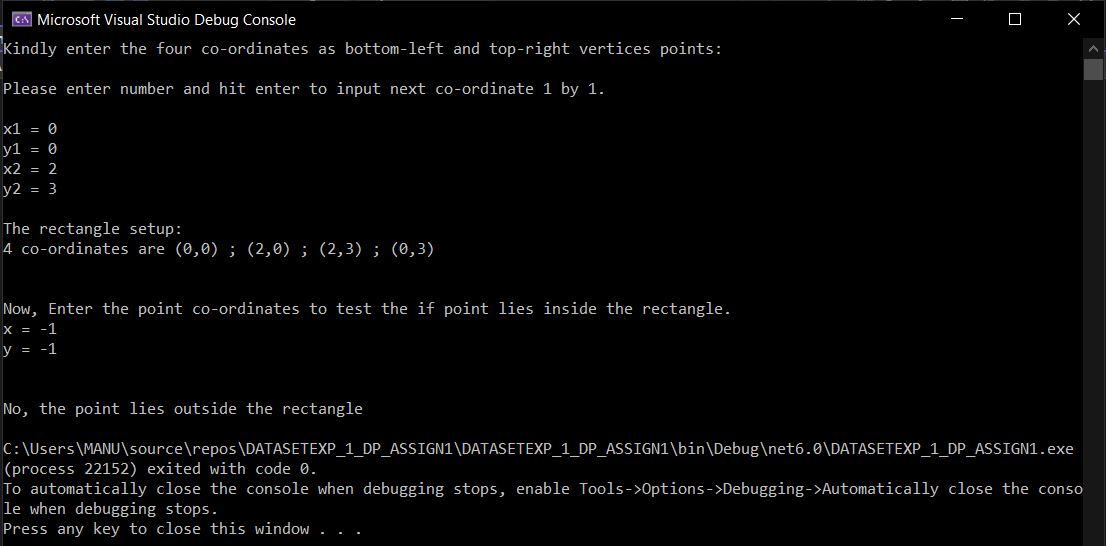 Microsoft Visual Studio Debug Console
Kindly enter the four co-ordinates as bottom-left and top-right vertices points:
Please enter number and hit enter to input next co-ordinate 1 by 1.
x1 = 0
y1 = 0
x2 = 2
y2 = 3
The rectangle setup:
4 co-ordinates are (0,0) ; (2,0) ; (2,3) ; (0,3)
Now, Enter the point co-ordinates to test the if point lies inside the rectangle.
x = -1
y = -1
No, the point lies outside the rectangle
C:\Users\MANU\source\repos\DATASETEXP_1_DP_ASSIGN1\DATASETEXP_1_DP_ASSIGN1\bin\Debug\net6.0\DATASETEXP_1_DP_ASSIGN1.exe
(process 22152) exited with code 0.
To automatically close the console when debugging stops, enable Tools->Options->Debugging->Automatically close the conso
le when debugging stops.
Press any key to close this window . . .